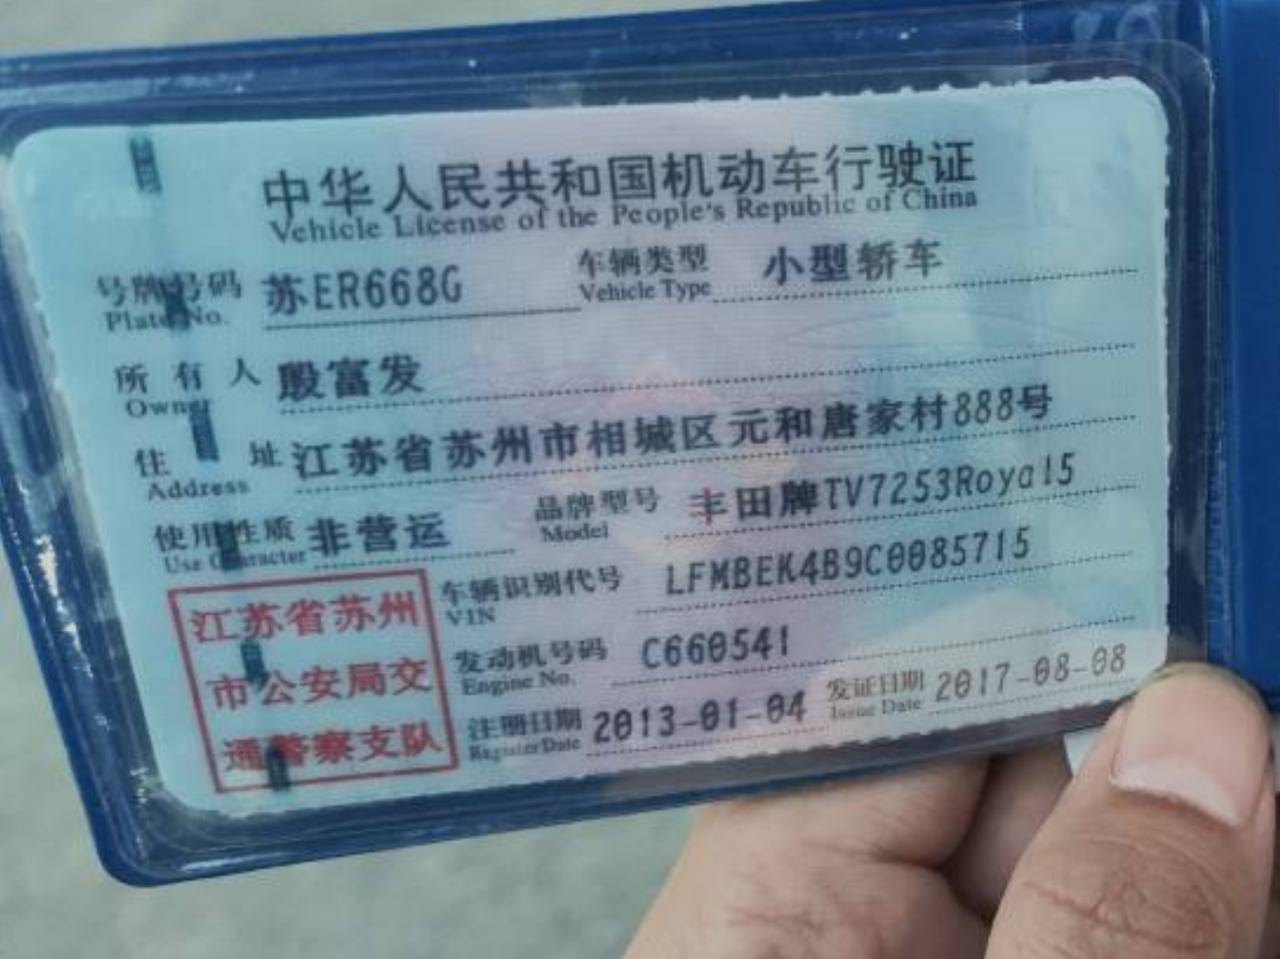 中华人民共和国机动车行驶证
Vehicle License of the People's Republic of China
号牌号码 苏ER668G 车辆类型 小型轿车
Plate No. Vehicle Type
所有人 殷富发
Owner
住址 江苏省苏州市相城区元和唐家村888号
Address
使用性质 非营运 品牌型号 丰田牌TV7253Royal5
Use Character Model
车辆识别代号 LFMBEK4B9C0085715
VIN
发动机号码 C660541
Engine No.
注册日期 2013-01-04 发证日期 2017-08-08
Register Date Issue Date
江苏省苏州
市公安局交
通警察支队